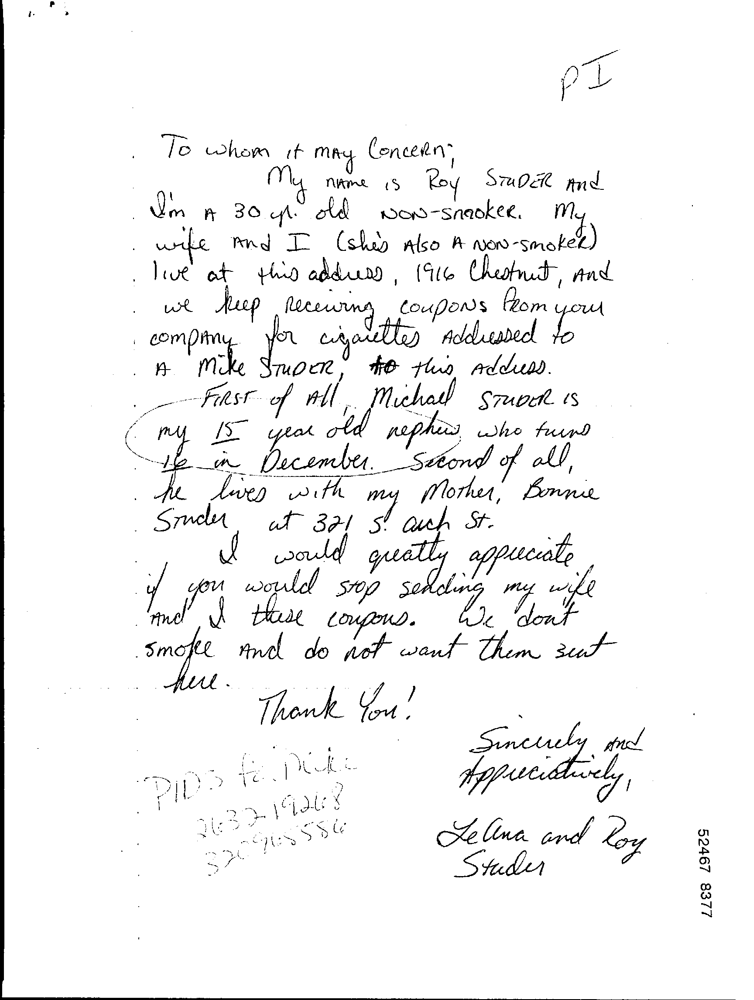 PI
To whom it may Concern;
My name is Roy Studer and
I'm a 30 yr. old non-smoker. My
wife and I (she's also a non-smoker)
live at this address, 1916 Chestnut, and
we keep receiving coupons from your
company for cigarettes addressed to
a Mike Studer, to this address.
First of all, Michael Studer is
my 15 year old nephew who turns
16 in December. Second of all,
he lives with my Mother, Bonnie
Studer at 321 S. Arch St.
I would greatly appreciate
if you would stop sending my wife
and I these coupons. We don't
smoke and do not want them sent
here.
Thank You!
Sincerely and
Appreciatively,
LeAna and Roy
Studer
PIDS for Mike
52467 8377